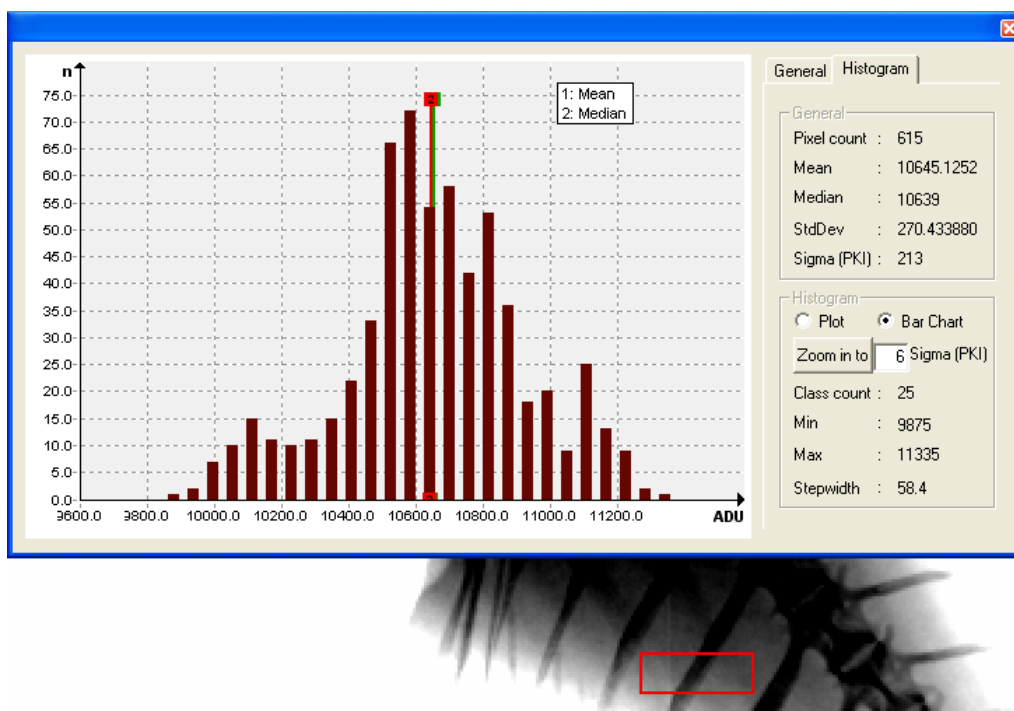 n
75.0
70.0
65.0
60.0
55.0
50.0
45.0
40.0
35.0
30.0
25.0
20.0
15.0
10.0
5.0
0.0
9600.0 9800.0 10000.0 10200.0 10400.0 10600.0 10800.0 11000.0 11200.0 ADU
2
2
1: Mean
2: Median
General Histogram
General
Pixel count : 615
Mean : 10645.1252
Median : 10639
StdDev : 270.433880
Sigma (PKI) : 213
Histogram
Plot Bar Chart
Zoom in to 6 Sigma (PKI)
Class count : 25
Min : 9875
Max : 11335
Stepwidth : 58.4